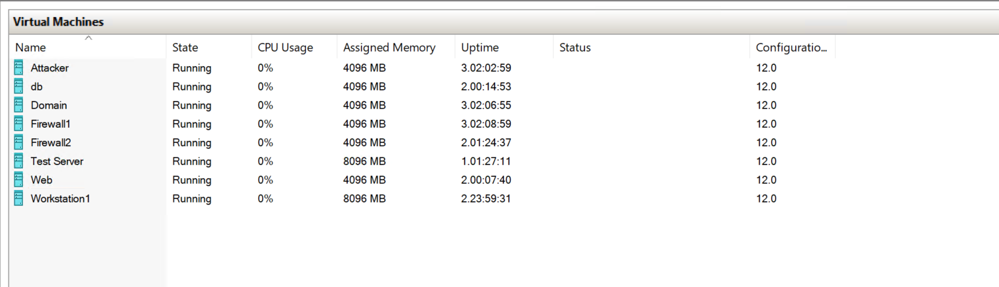 Virtual Machines
Name State CPU Usage Assigned Memory Uptime Status Configuratio...
Attacker Running 0% 4096 MB 3.02:02:59 12.0
db Running 0% 4096 MB 2.00:14:53 12.0
Domain Running 0% 4096 MB 3.02:06:55 12.0
Firewall1 Running 0% 4096 MB 3.02:08:59 12.0
Firewall2 Running 0% 4096 MB 2.01:24:37 12.0
Test Server Running 0% 8096 MB 1.01:27:11 12.0
Web Running 0% 4096 MB 2.00:07:40 12.0
Workstation1 Running 0% 8096 MB 2.23:59:31 12.0